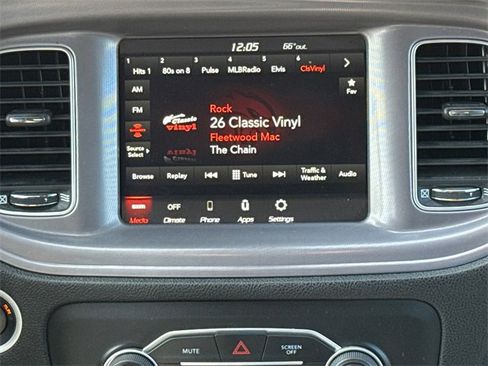 12:05 66° out.
1 2 3 4 5 6
Hits 1 80s on 8 Pulse MLBRadio Elvis ClsVinyl
AM
FM
Source Select
Fav
Classic Vinyl
Rock
26 Classic Vinyl
Fleetwood Mac
The Chain
Browse Replay Tune Traffic & Weather Audio
OFF
Media Climate Phone Apps Settings
MUTE SCREEN OFF